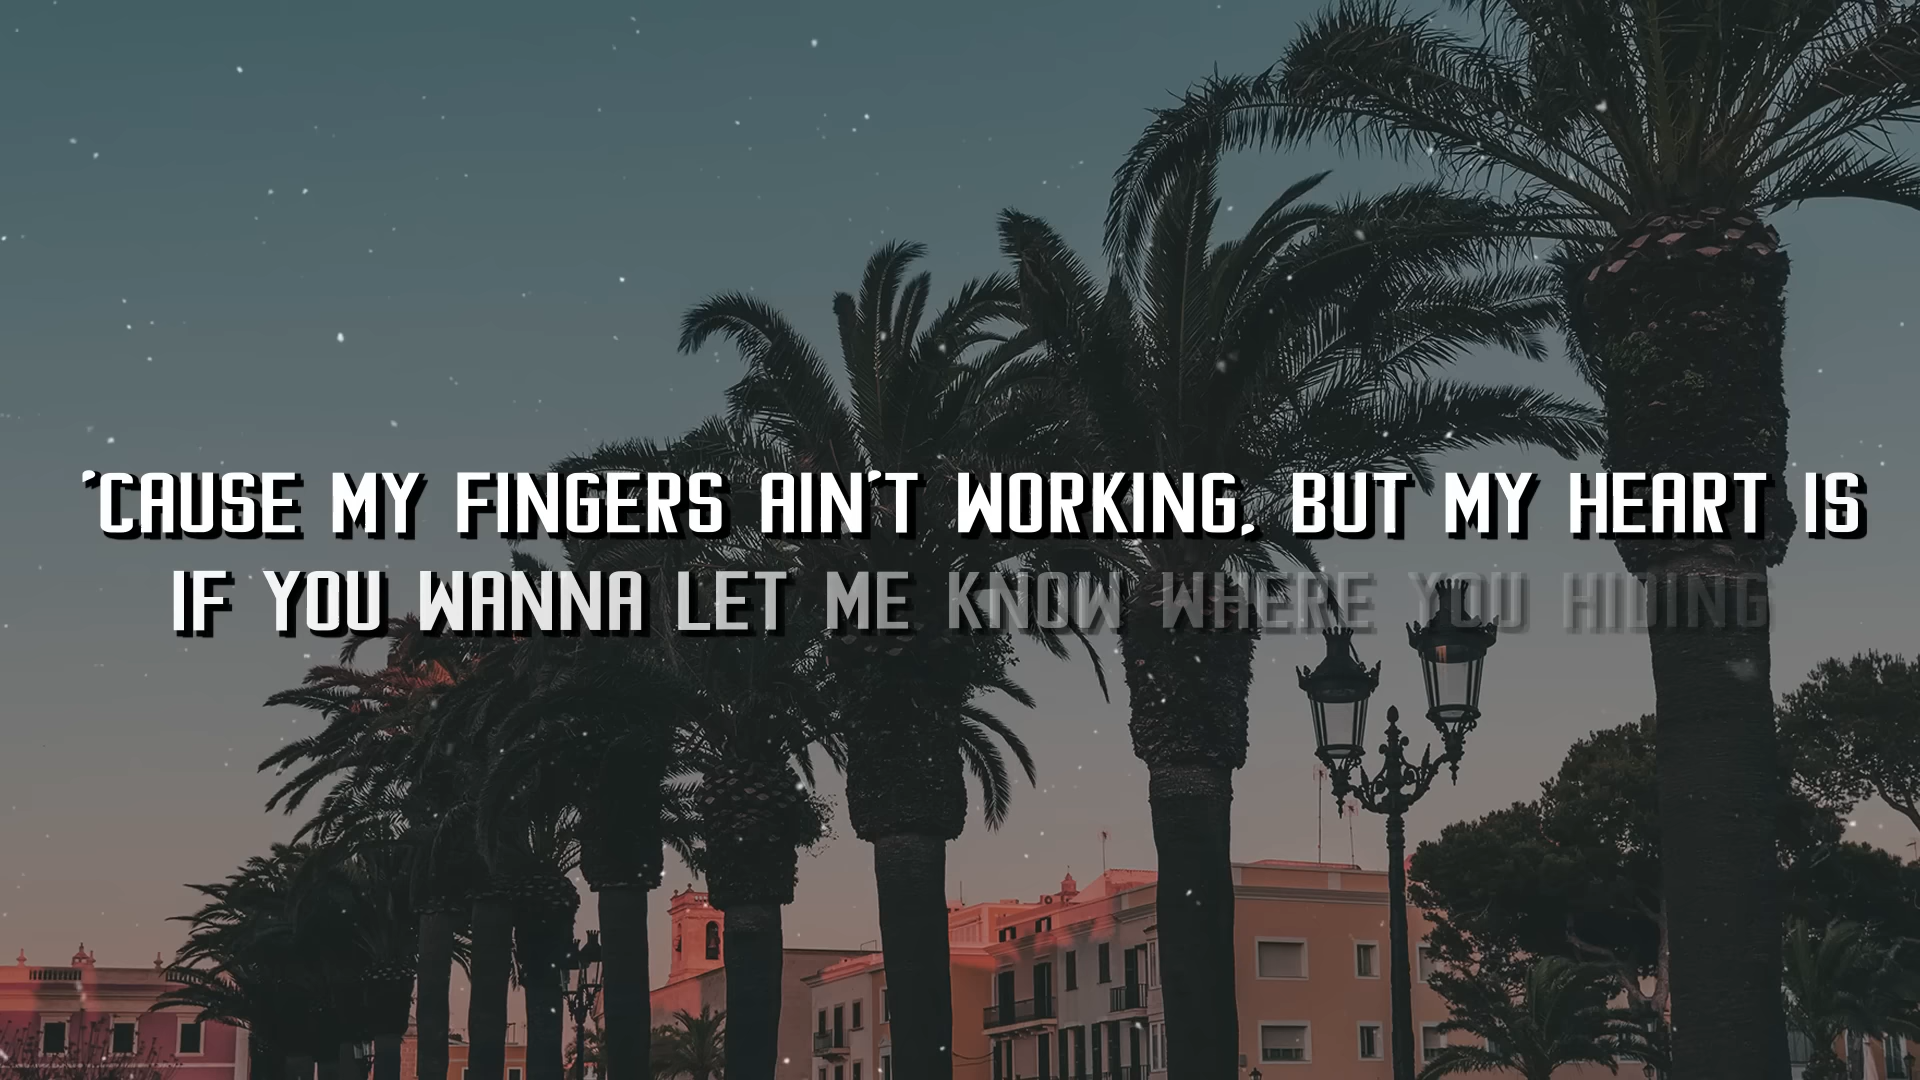 'CAUSE MY FINGERS AIN'T WORKING, BUT MY HEART IS
IF YOU WANNA LET ME KNOW WHERE YOU HIDING